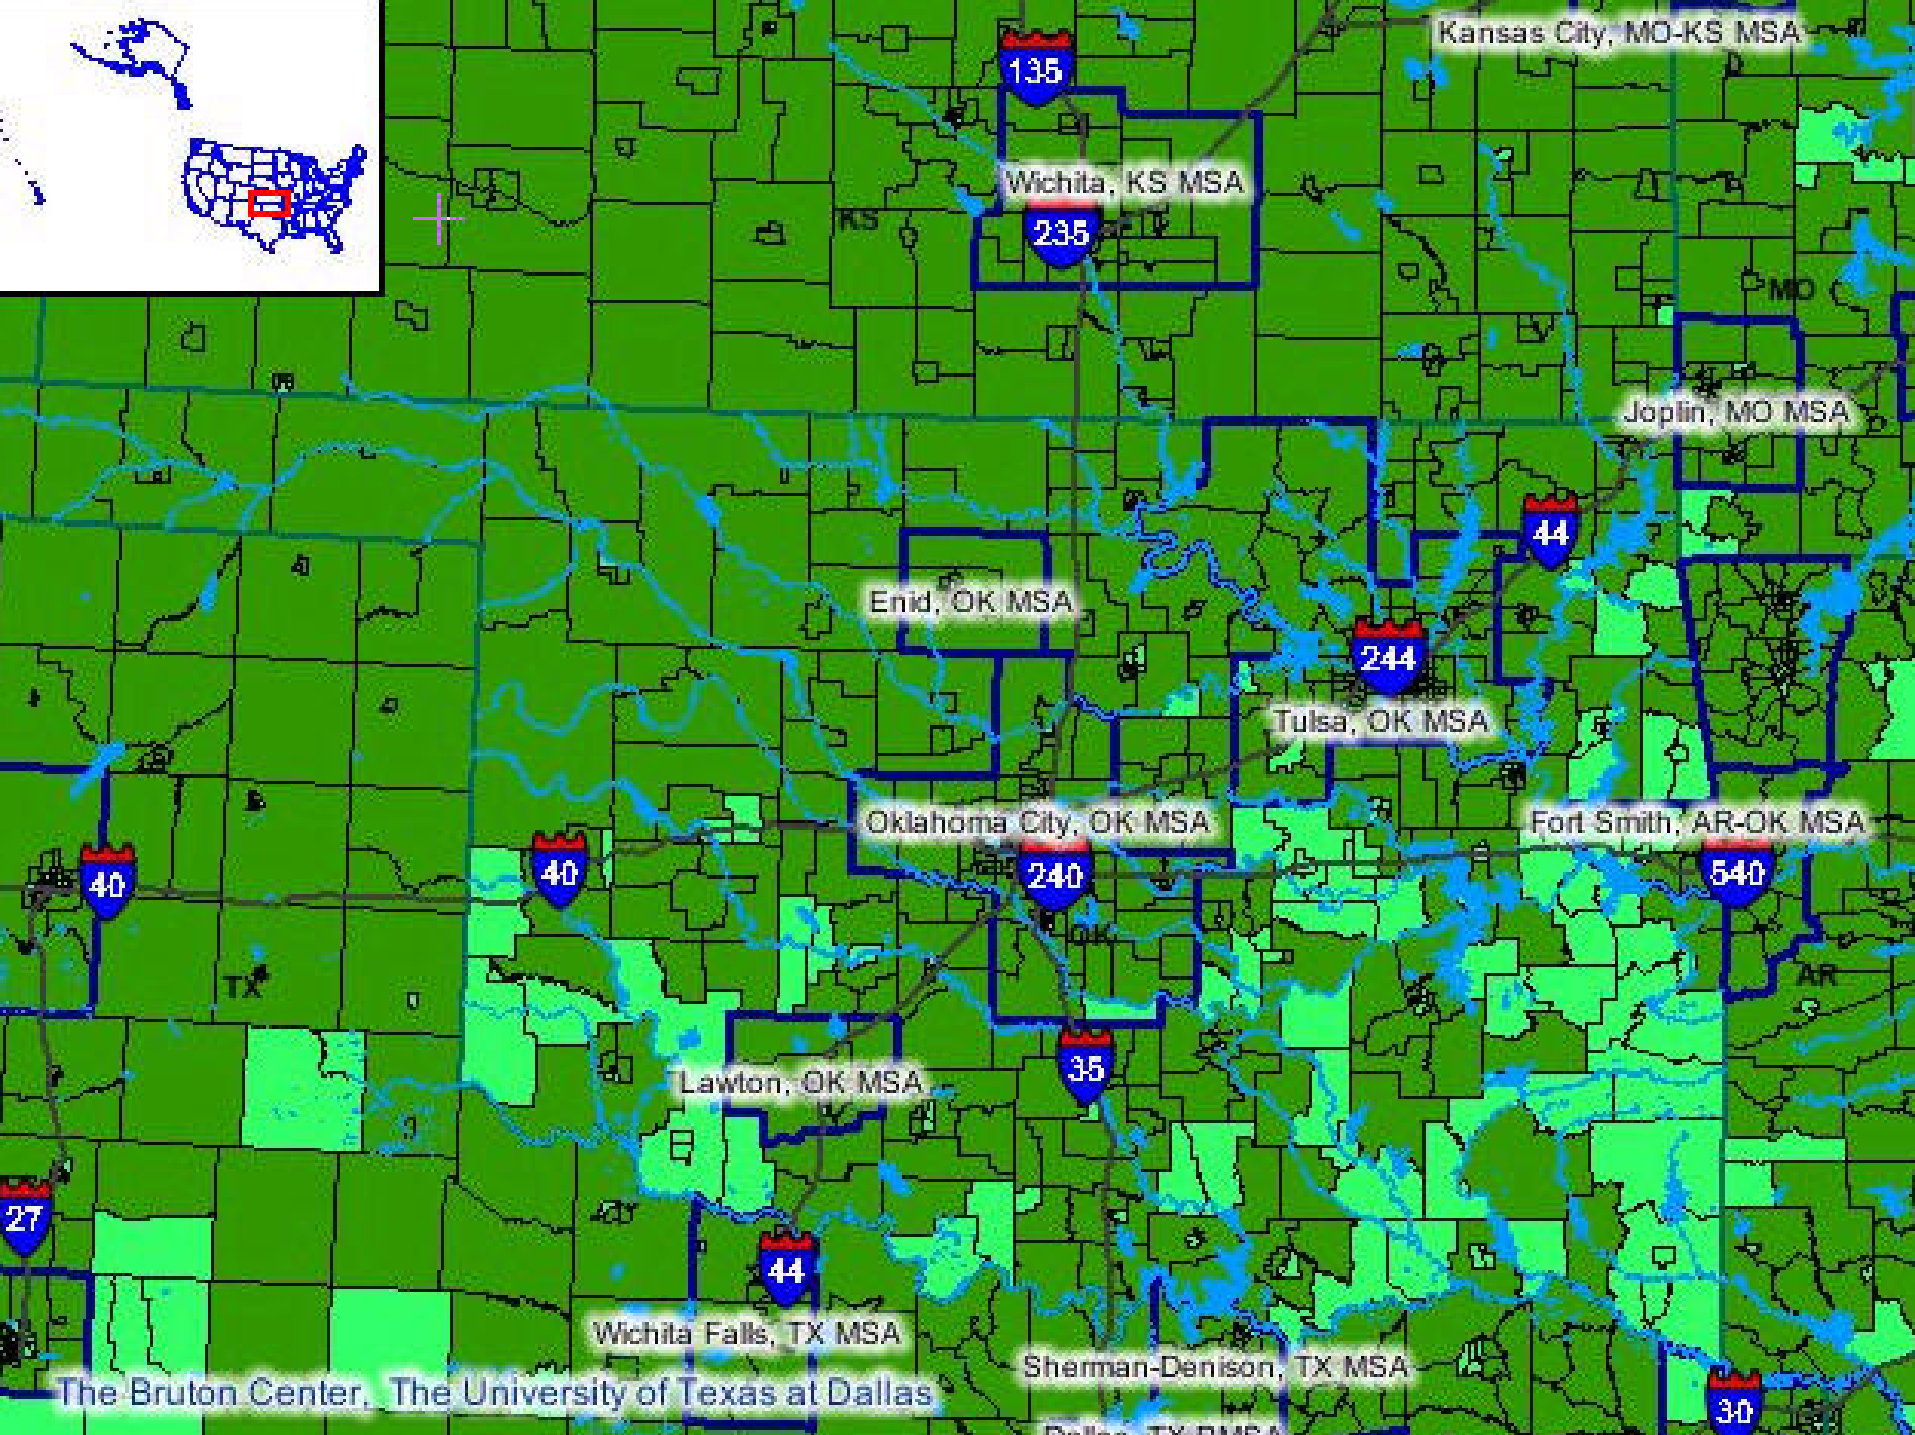 Kansas City, MO-KS MSA
135
Wichita, KS MSA
KS
235
MO
Joplin, MO MSA
44
Enid, OK MSA
244
Tulsa, OK MSA
Oklahoma City, OK MSA
Fort Smith, AR-OK MSA
40
40
240
540
OK
TX
AR
35
Lawton, OK MSA
27
44
Wichita Falls, TX MSA
Sherman-Denison, TX MSA
The Bruton Center, The University of Texas at Dallas
30
Dallas, TX PMSA